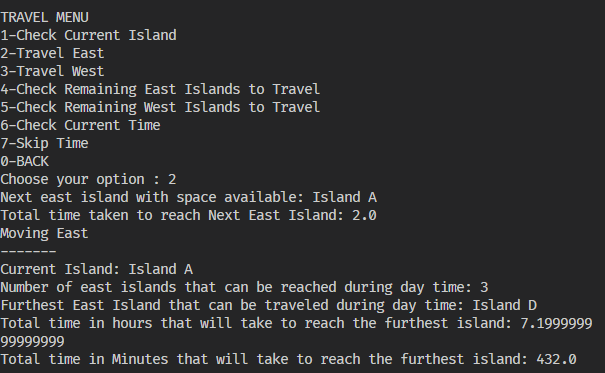 TRAVEL MENU
1-Check Current Island
2-Travel East
3-Travel West
4-Check Remaining East Islands to Travel
5-Check Remaining West Islands to Travel
6-Check Current Time
7-Skip Time
0-BACK
Choose your option : 2
Next east island with space available: Island A
Total time taken to reach Next East Island: 2.0
Moving East
-------
Current Island: Island A
Number of east islands that can be reached during day time: 3
Furthest East Island that can be traveled during day time: Island D
Total time in hours that will take to reach the furthest island: 7.1999999
99999999
Total time in Minutes that will take to reach the furthest island: 432.0